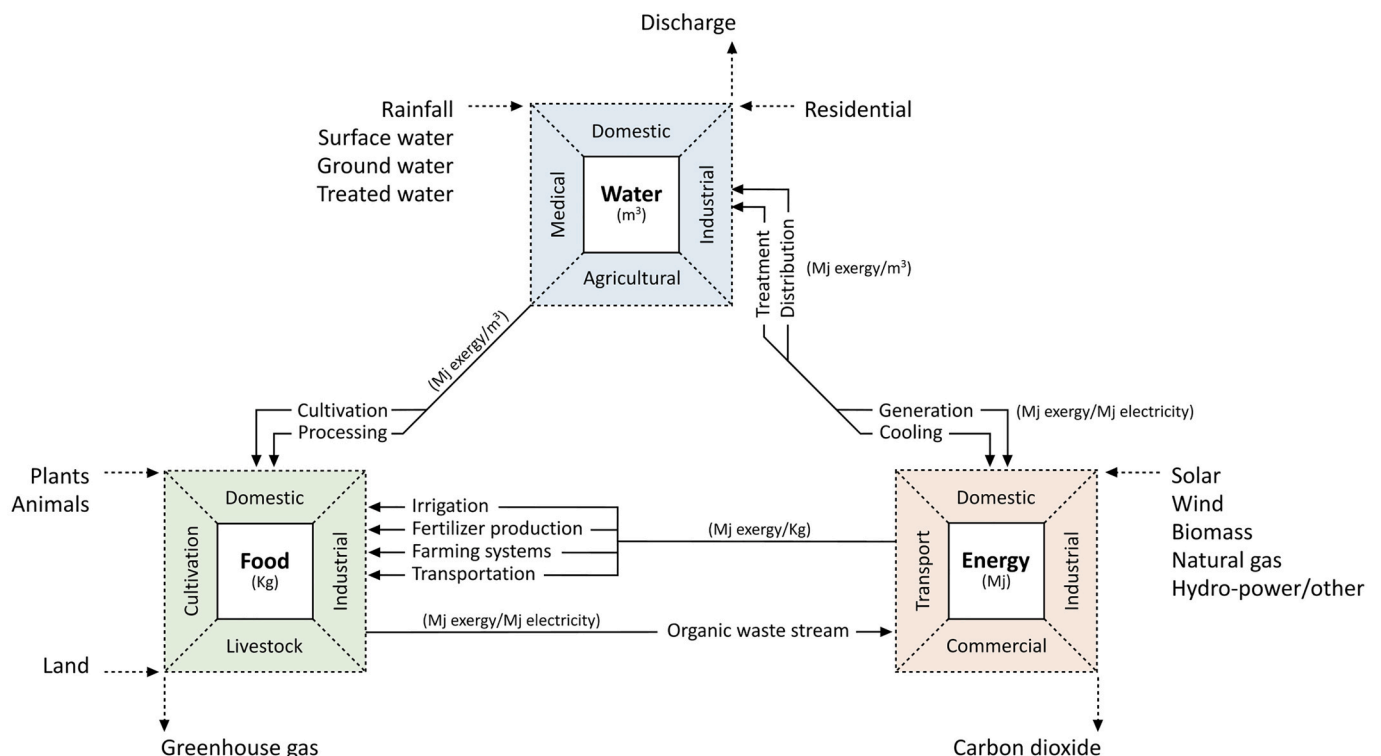 Discharge
Rainfall
Surface water
Ground water
Treated water
Residential
Domestic
Medical
Water
(m³)
Industrial
Agricultural
Treatment
Distribution
(Mj exergy/m³)
(Mj exergy/m³)
Cultivation
Processing
Generation
Cooling
(Mj exergy/Mj electricity)
Plants
Animals
Land
Domestic
Cultivation
Food
(Kg)
Industrial
Livestock
Irrigation
Fertilizer production
Farming systems
Transportation
(Mj exergy/Kg)
(Mj exergy/Mj electricity)
Organic waste stream
Domestic
Transport
Energy
(Mj)
Industrial
Commercial
Solar
Wind
Biomass
Natural gas
Hydro-power/other
Greenhouse gas
Carbon dioxide